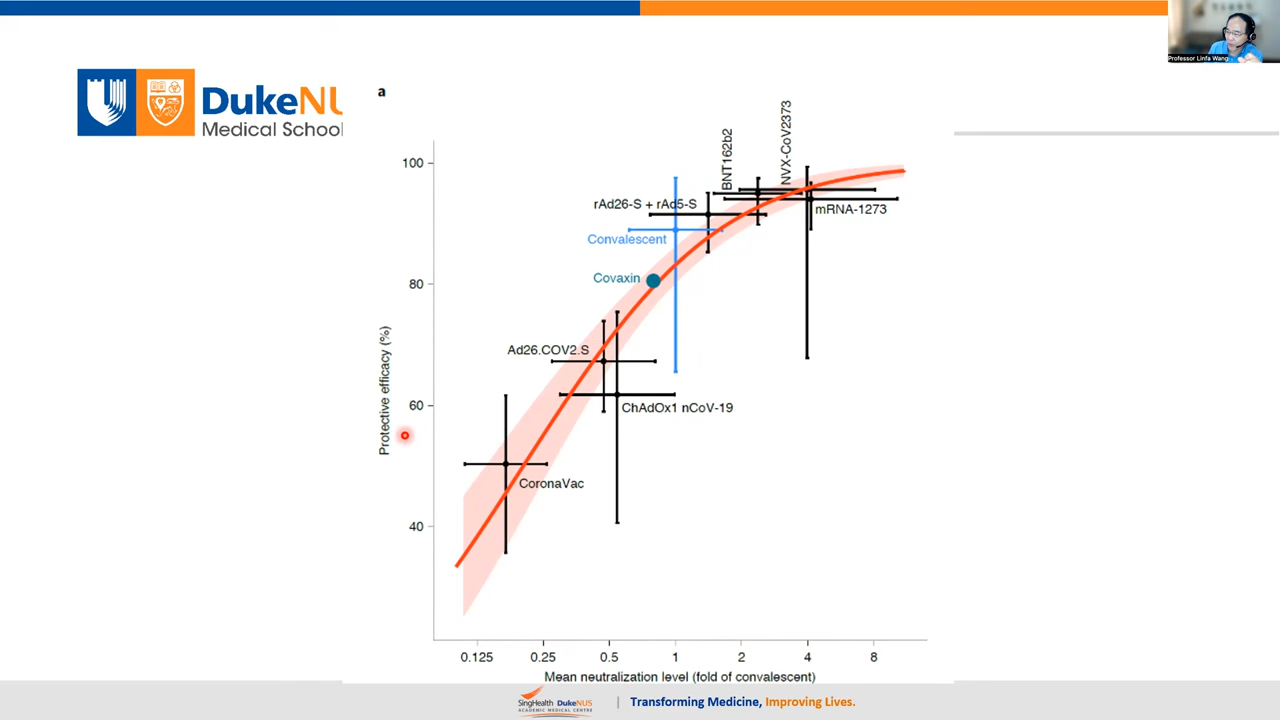 Professor Linfa Wang
DukeNU
Medical School
a
100
80
60
40
Protective efficacy (%)
BNT162b2
NVX-CoV2373
rAd26-S + rAd5-S
mRNA-1273
Convalescent
Covaxin
Ad26.COV2.S
ChAdOx1 nCoV-19
CoronaVac
0.125 0.25 0.5 1 2 4 8
Mean neutralization level (fold of convalescent)
SingHealth DukeNUS
ACADEMIC MEDICAL CENTRE
Transforming Medicine, Improving Lives.